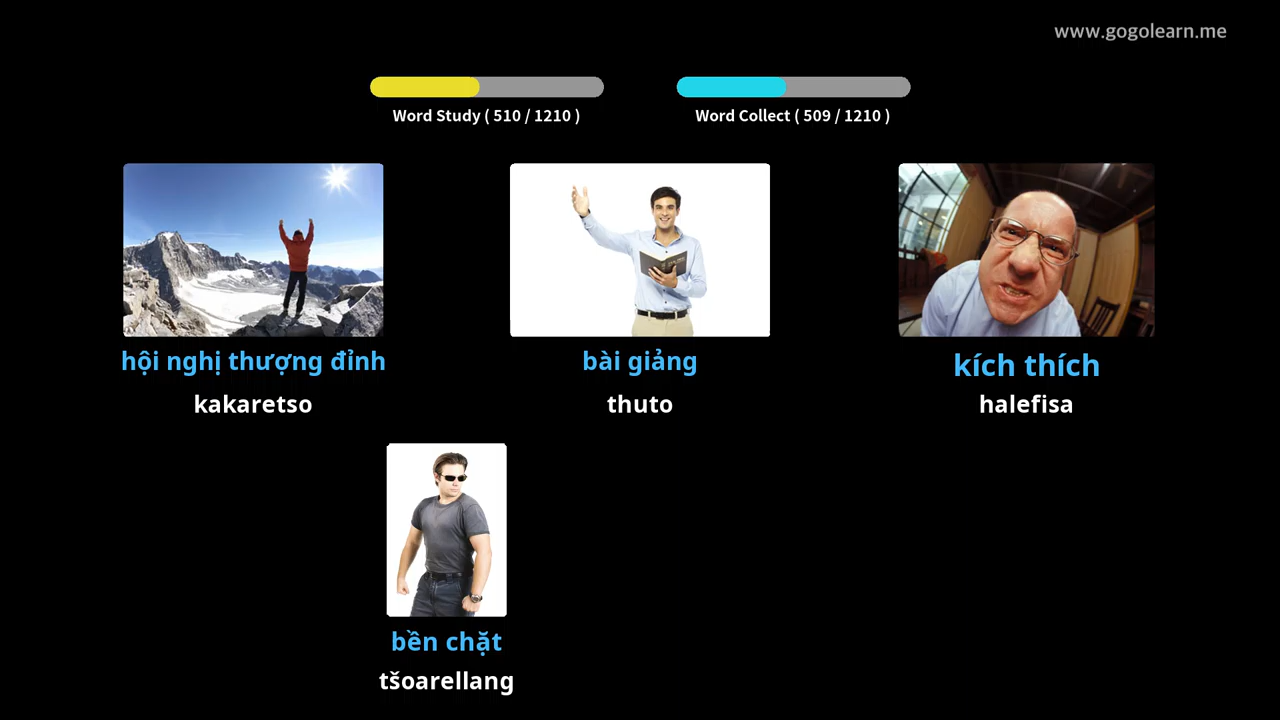 www.gogolearn.me
Word Study ( 510 / 1210 )
Word Collect ( 509 / 1210 )
hội nghị thượng đỉnh
kakaretso
bài giảng
thuto
kích thích
halefisa
bền chặt
tšoarellang